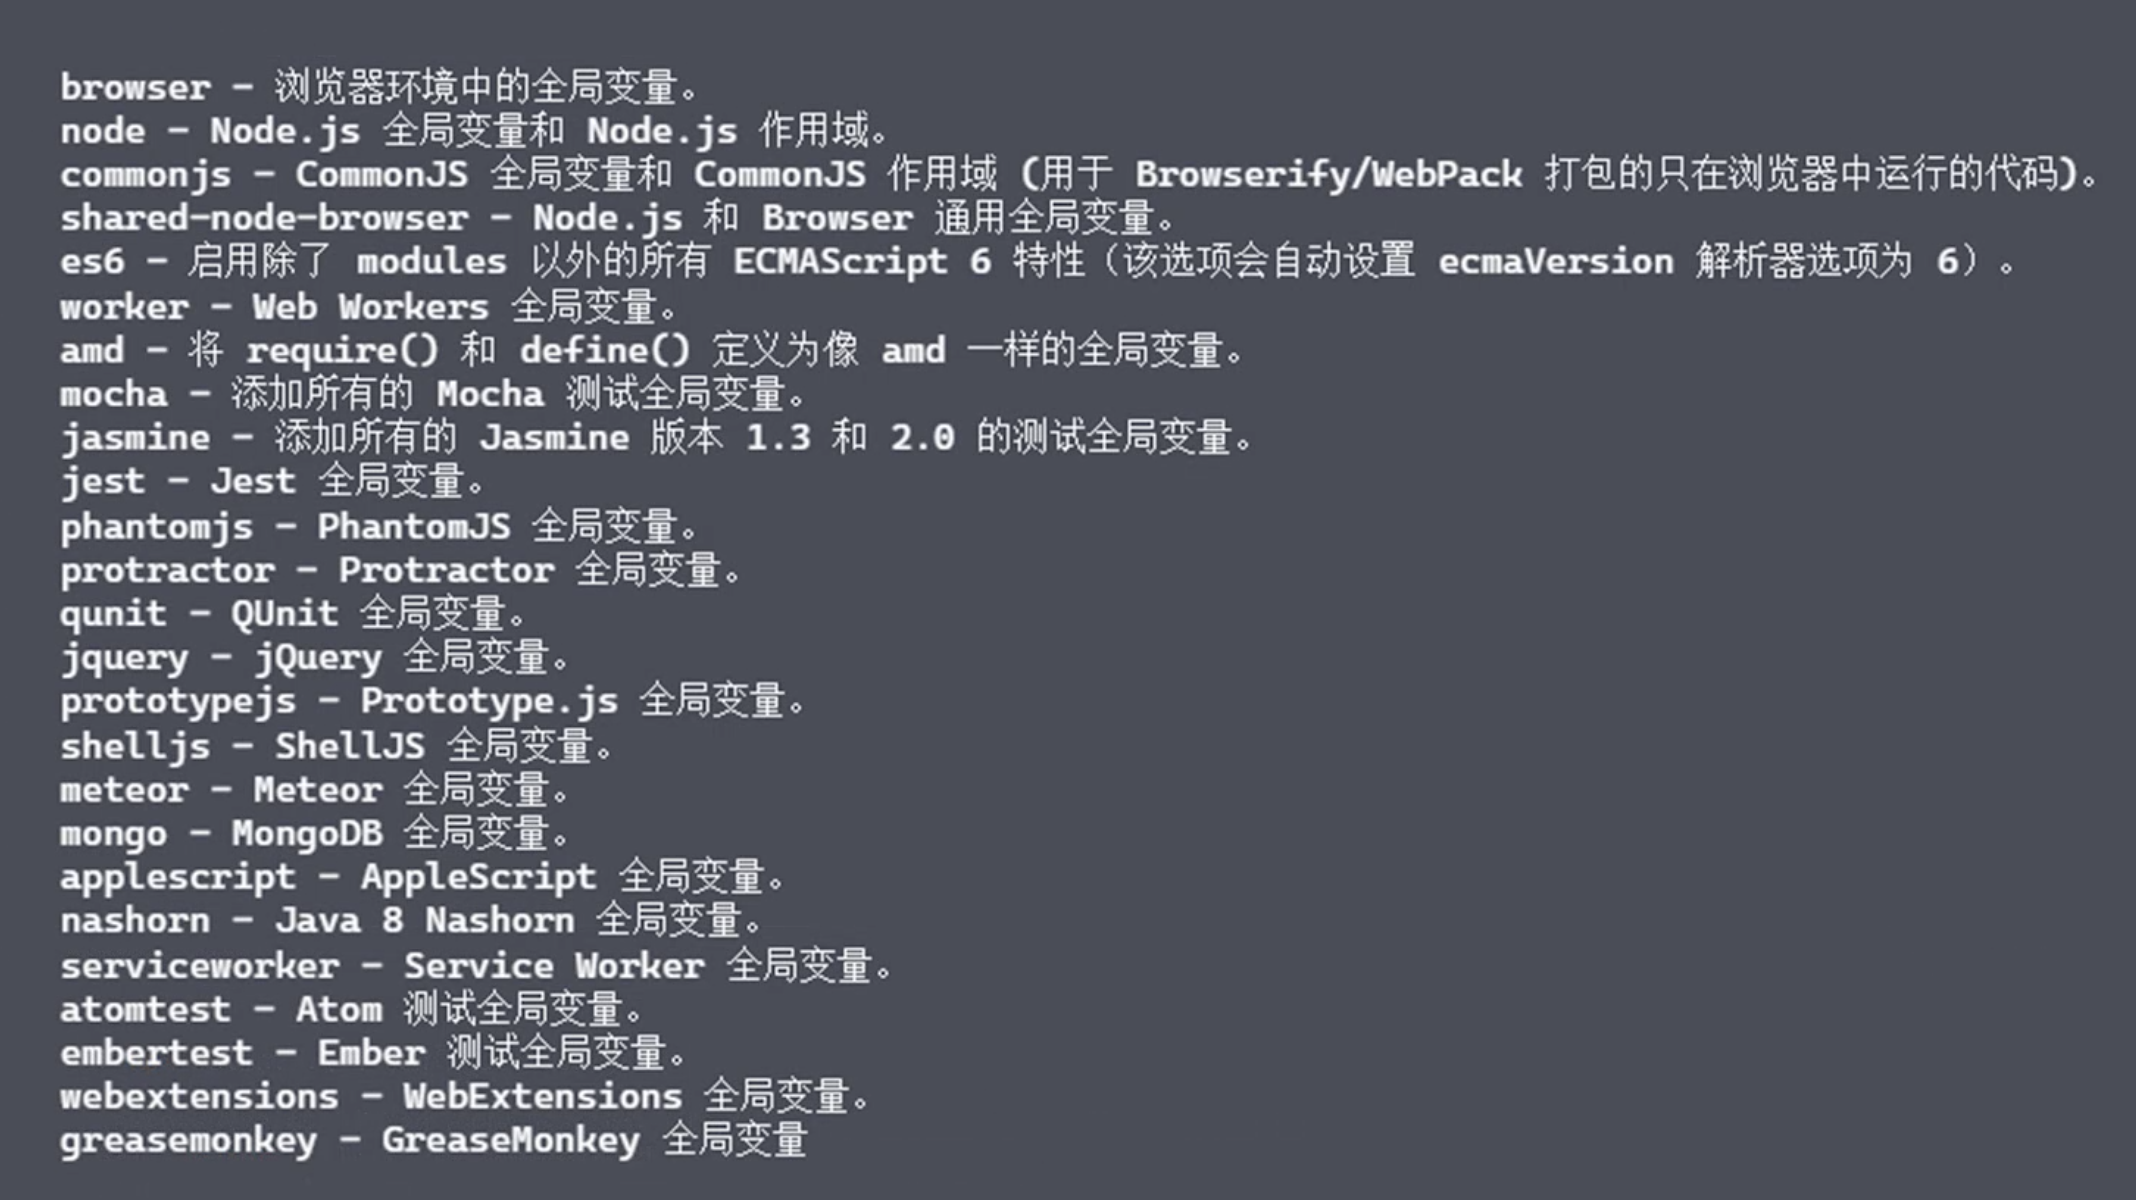 browser - 浏览器环境中的全局变量。
node - Node.js 全局变量和 Node.js 作用域。
commonjs - CommonJS 全局变量和 CommonJS 作用域 (用于 Browserify/WebPack 打包的只在浏览器中运行的代码)。
shared-node-browser - Node.js 和 Browser 通用全局变量。
es6 - 启用除了 modules 以外的所有 ECMAScript 6 特性（该选项会自动设置 ecmaVersion 解析器选项为 6）。
worker - Web Workers 全局变量。
amd - 将 require() 和 define() 定义为像 amd 一样的全局变量。
mocha - 添加所有的 Mocha 测试全局变量。
jasmine - 添加所有的 Jasmine 版本 1.3 和 2.0 的测试全局变量。
jest - Jest 全局变量。
phantomjs - PhantomJS 全局变量。
protractor - Protractor 全局变量。
qunit - QUnit 全局变量。
jquery - jQuery 全局变量。
prototypejs - Prototype.js 全局变量。
shelljs - ShellJS 全局变量。
meteor - Meteor 全局变量。
mongo - MongoDB 全局变量。
applescript - AppleScript 全局变量。
nashorn - Java 8 Nashorn 全局变量。
serviceworker - Service Worker 全局变量。
atomtest - Atom 测试全局变量。
embertest - Ember 测试全局变量。
webextensions - WebExtensions 全局变量。
greasemonkey - GreaseMonkey 全局变量